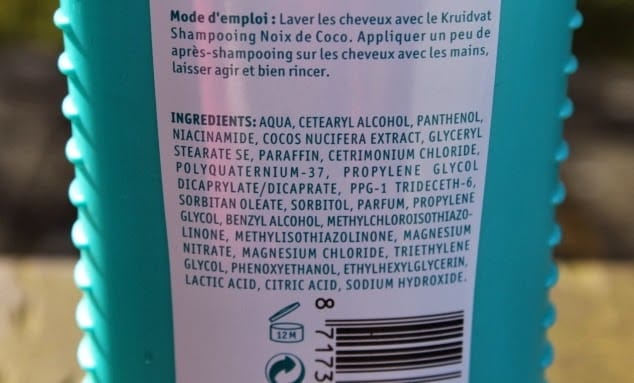 Mode d'emploi : Laver les cheveux avec le Kruidvat
Shampooing Noix de Coco. Appliquer un peu de
après-shampooing sur les cheveux avec les mains,
laisser agir et bien rincer.
INGREDIENTS: AQUA, CETEARYL ALCOHOL, PANTHENOL,
NIACINAMIDE, COCOS NUCIFERA EXTRACT, GLYCERYL
STEARATE SE, PARAFFIN, CETRIMONIUM CHLORIDE,
POLYQUATERNIUM-37, PROPYLENE GLYCOL
DICAPRYLATE/DICAPRATE, PPG-1 TRIDECETH-6,
SORBITAN OLEATE, SORBITOL, PARFUM, PROPYLENE
GLYCOL, BENZYL ALCOHOL, METHYLCHLOROISOTHIAZO-
LINONE, METHYLISOTHIAZOLINONE, MAGNESIUM
NITRATE, MAGNESIUM CHLORIDE, TRIETHYLENE
GLYCOL, PHENOXYETHANOL, ETHYLHEXYLGLYCERIN,
LACTIC ACID, CITRIC ACID, SODIUM HYDROXIDE.
12M
8 7173